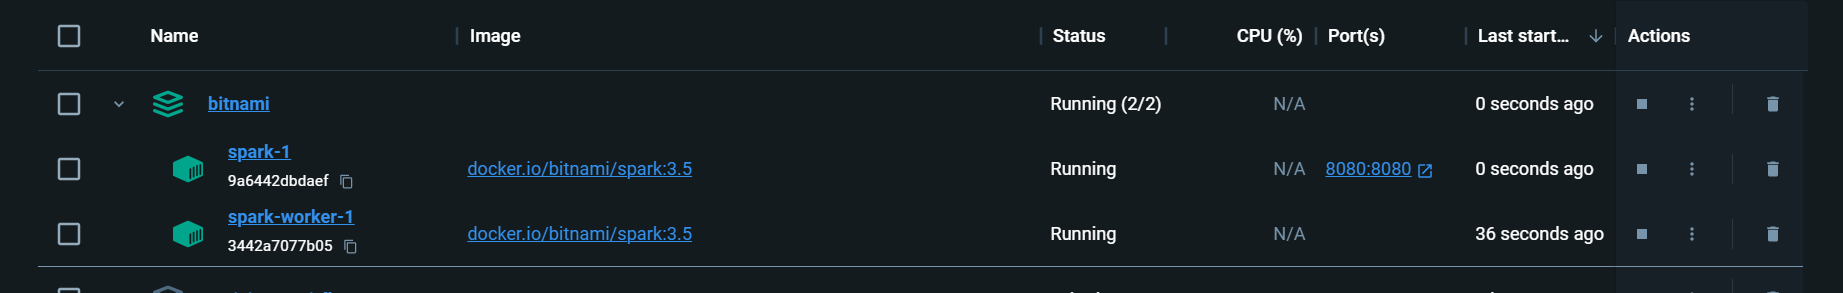 Name Image Status CPU (%) Port(s) Last start... Actions
bitnami Running (2/2) N/A 0 seconds ago
spark-1
9a6442dbdaef docker.io/bitnami/spark:3.5 Running N/A 8080:8080 0 seconds ago
spark-worker-1
3442a7077b05 docker.io/bitnami/spark:3.5 Running N/A 36 seconds ago